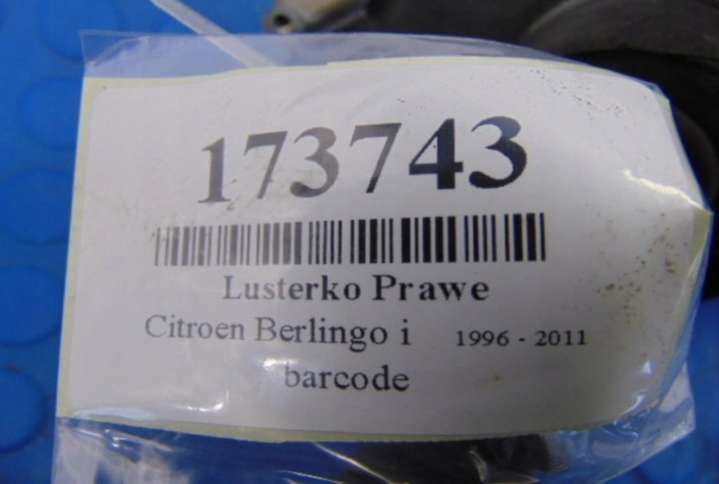 173743
Lusterko Prawe
Citroen Berlingo i 1996 - 2011
barcode